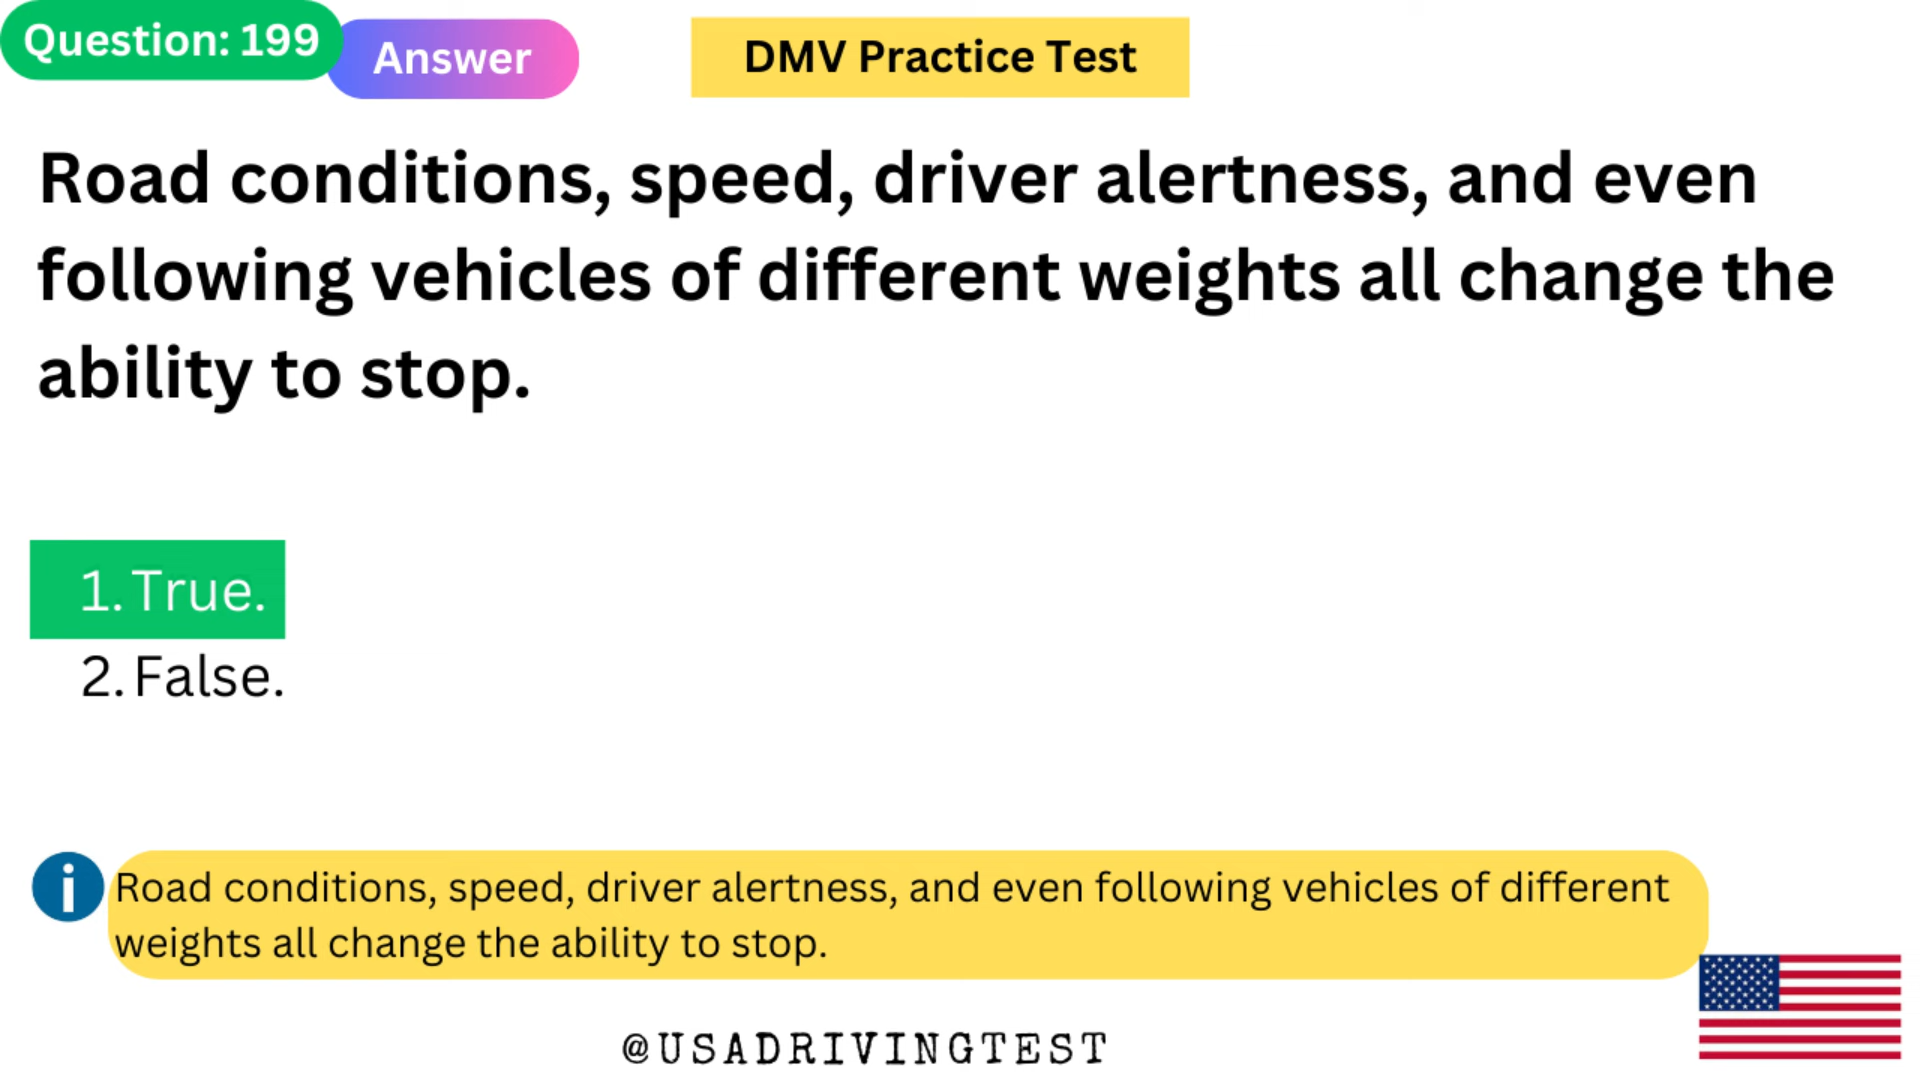 Question: 199
Answer
DMV Practice Test
Road conditions, speed, driver alertness, and even
following vehicles of different weights all change the
ability to stop.
1. True.
2. False.
i
Road conditions, speed, driver alertness, and even following vehicles of different
weights all change the ability to stop.
@USADRIVINGTEST